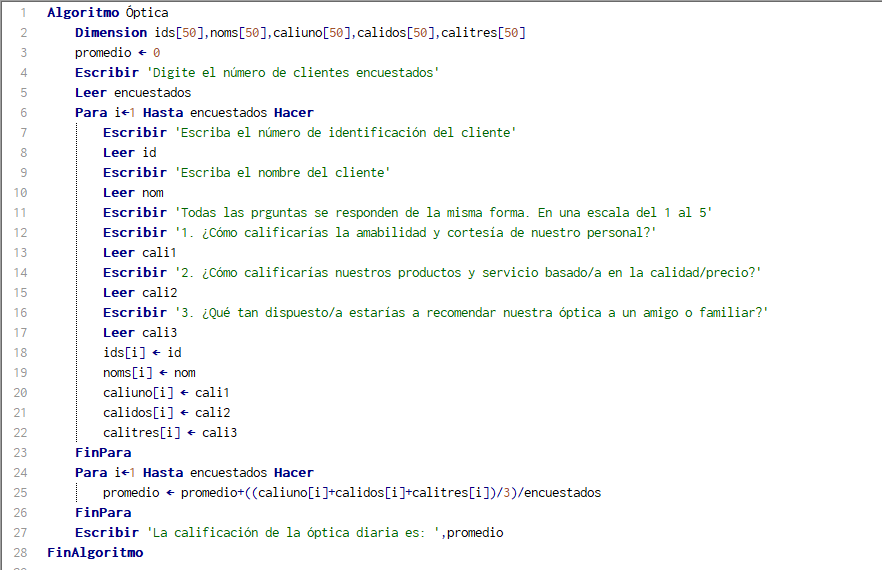 1 Algoritmo Óptica
2 Dimension ids[50],noms[50],caliuno[50],calidos[50],calitres[50]
3 promedio ← 0
4 Escribir 'Digite el número de clientes encuestados'
5 Leer encuestados
6 Para i←1 Hasta encuestados Hacer
7 Escribir 'Escriba el número de identificación del cliente'
8 Leer id
9 Escribir 'Escriba el nombre del cliente'
10 Leer nom
11 Escribir 'Todas las prguntas se responden de la misma forma. En una escala del 1 al 5'
12 Escribir '1. ¿Cómo calificarías la amabilidad y cortesía de nuestro personal?'
13 Leer cali1
14 Escribir '2. ¿Cómo calificarías nuestros productos y servicio basado/a en la calidad/precio?'
15 Leer cali2
16 Escribir '3. ¿Qué tan dispuesto/a estarías a recomendar nuestra óptica a un amigo o familiar?'
17 Leer cali3
18 ids[i] ← id
19 noms[i] ← nom
20 caliuno[i] ← cali1
21 calidos[i] ← cali2
22 calitres[i] ← cali3
23 FinPara
24 Para i←1 Hasta encuestados Hacer
25 promedio ← promedio+((caliuno[i]+calidos[i]+calitres[i])/3)/encuestados
26 FinPara
27 Escribir 'La calificación de la óptica diaria es: ',promedio
28 FinAlgoritmo